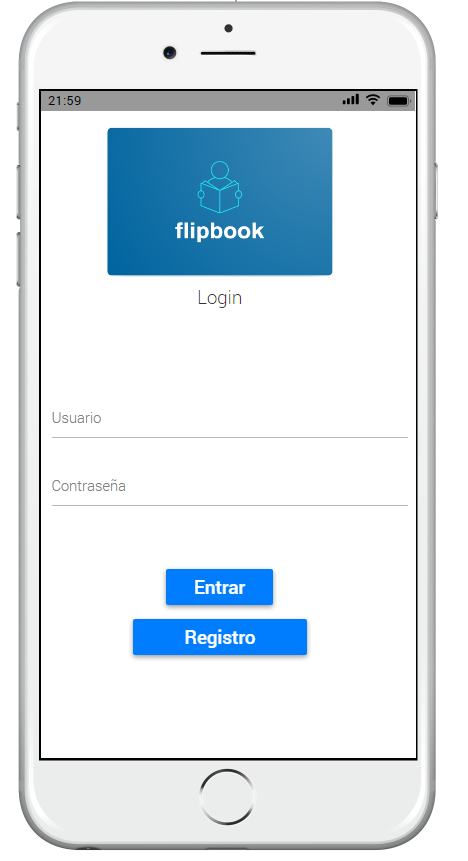 21:59
flipbook
Login
Usuario
Contraseña
Entrar
Registro